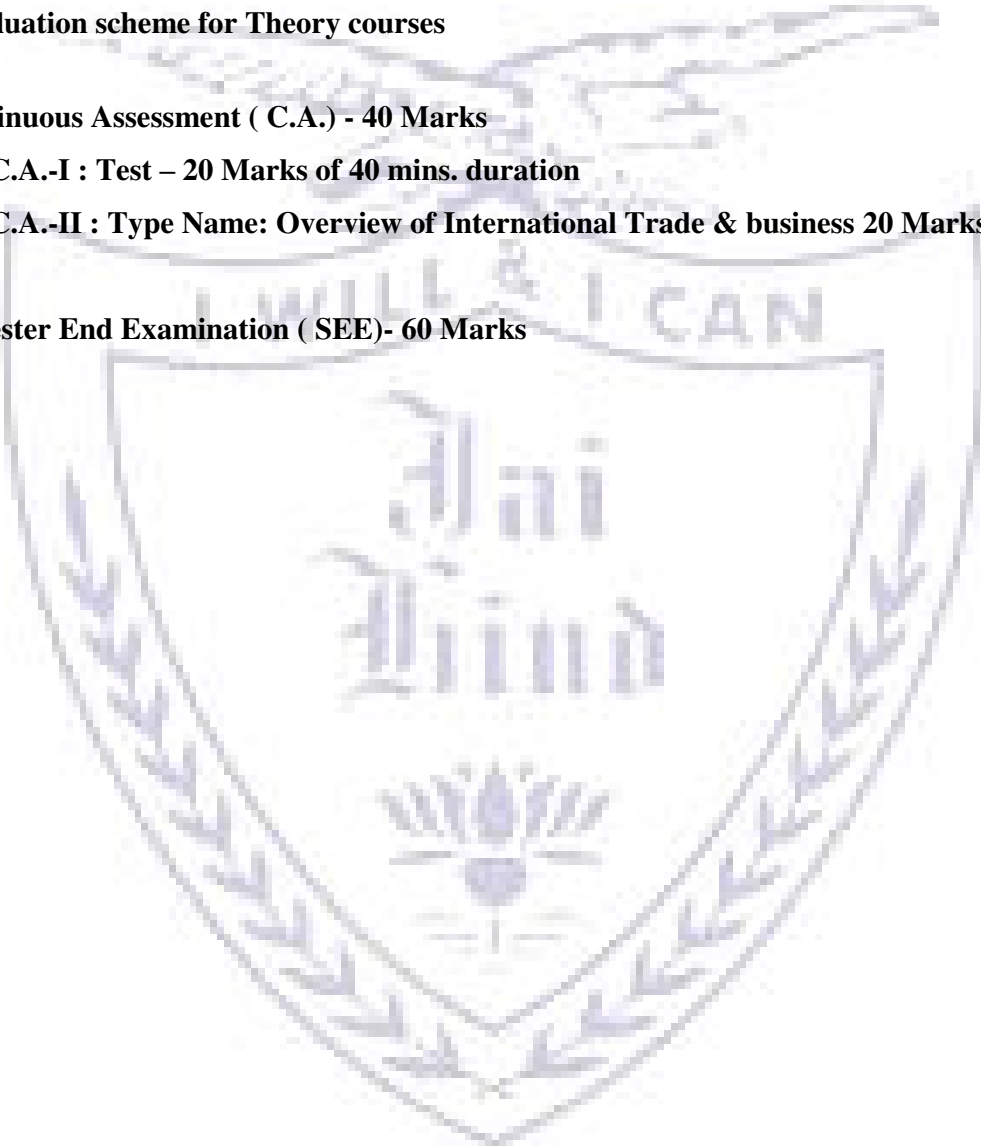 luation scheme for Theory courses
inuous Assessment ( C.A.) - 40 Marks
C.A.-I : Test – 20 Marks of 40 mins. duration
C.A.-II : Type Name: Overview of International Trade & business 20 Marks
ester End Examination ( SEE)- 60 Marks
I WILL & I CAN
Jai
Hind